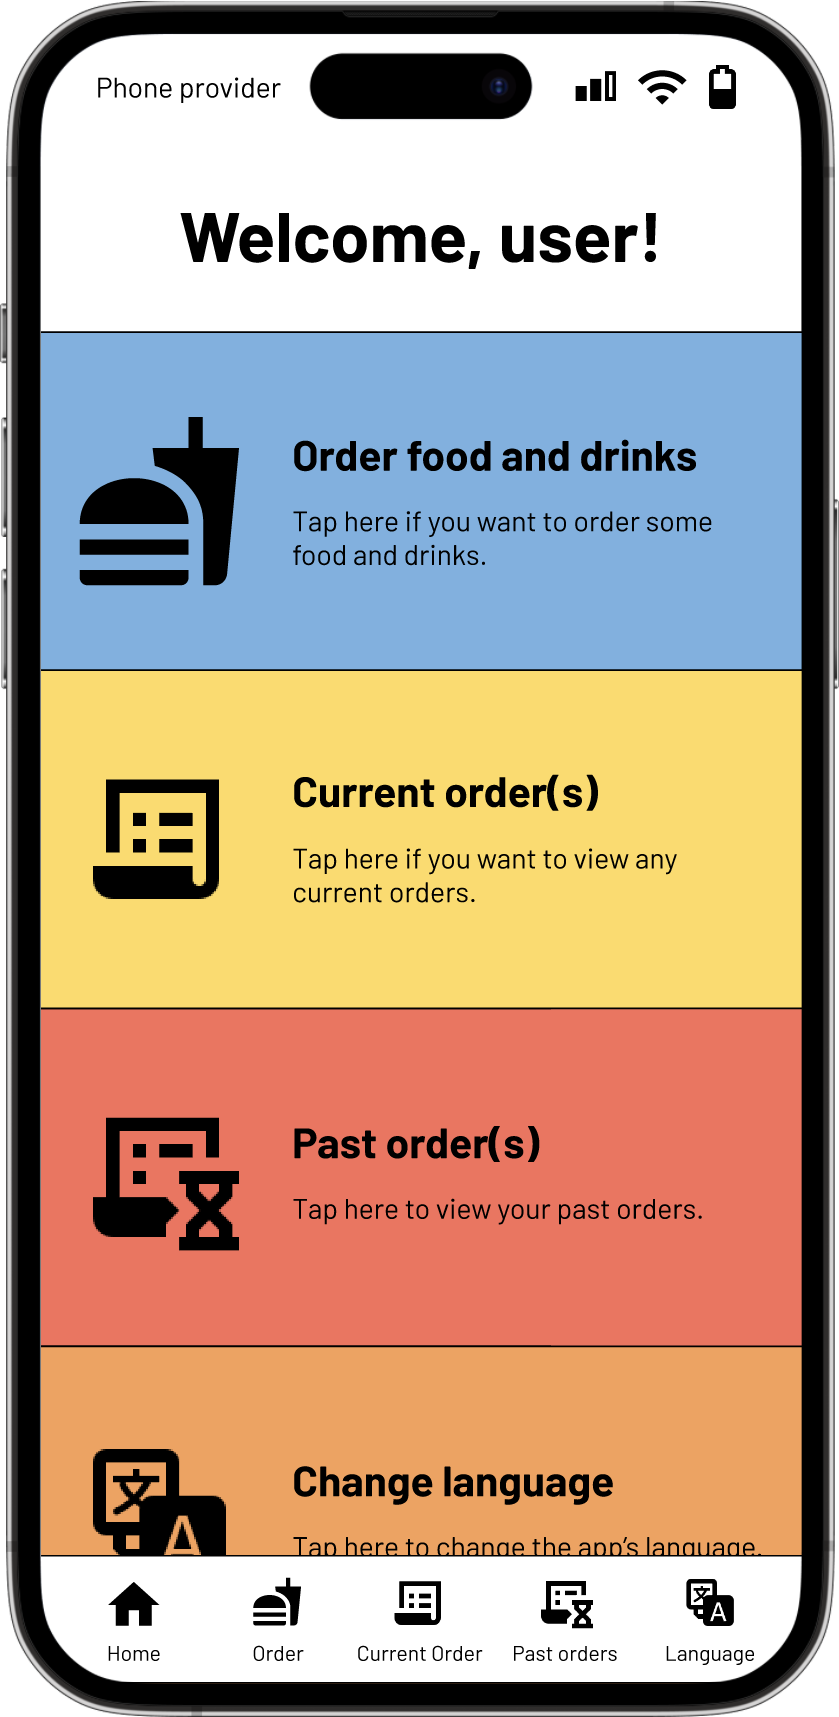 Phone provider
Welcome, user!
Order food and drinks
Tap here if you want to order some
food and drinks.
Current order(s)
Tap here if you want to view any
current orders.
Past order(s)
Tap here to view your past orders.
文
A
Change language
Tap here to change the app's language.
Home
Order
Current Order
Past orders
文
A
Language